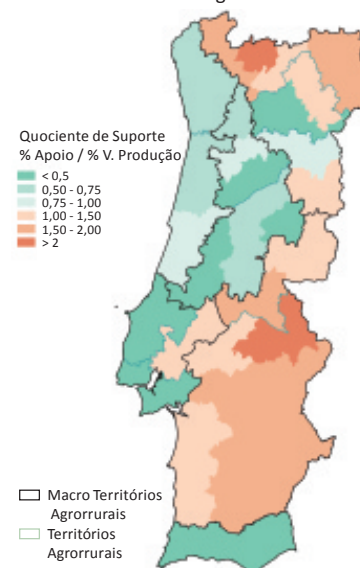 Quociente de Suporte
% Apoio / % V. Produção
< 0,5
0,50 - 0,75
0,75 - 1,00
1,00 - 1,50
1,50 - 2,00
> 2
Macro Territórios
Agrorrurais
Territórios
Agrorrurais